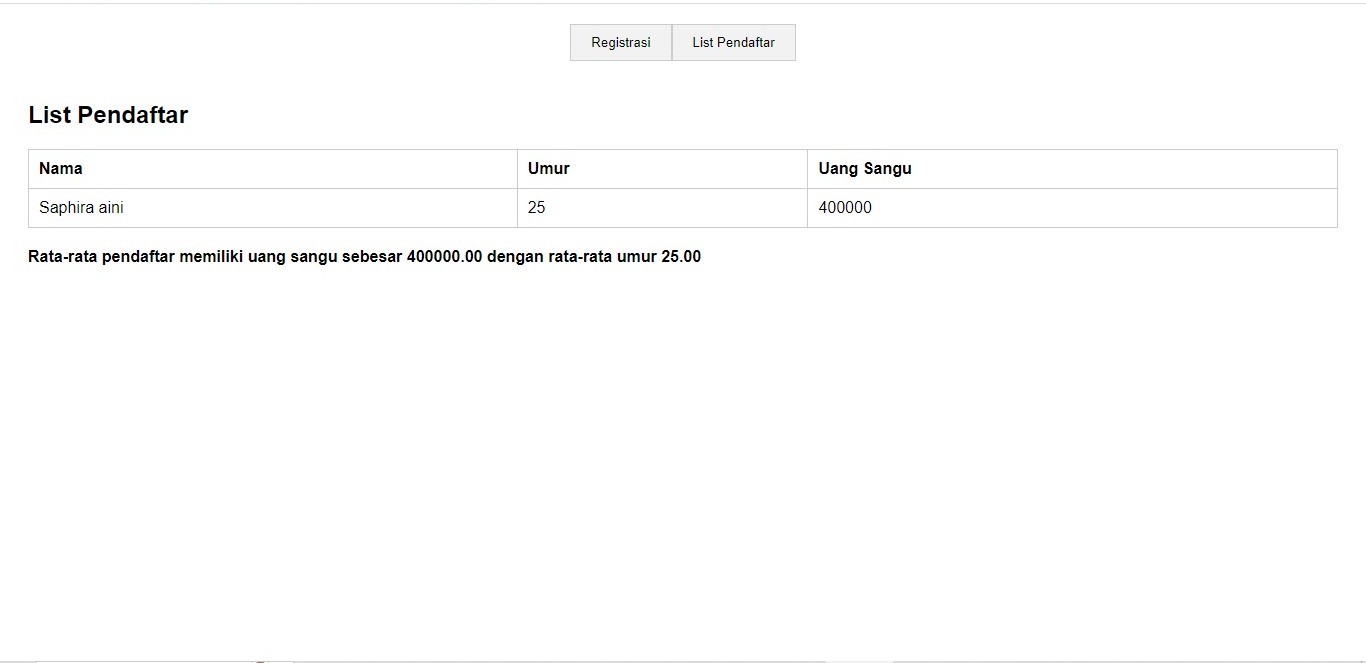 Registrasi List Pendaftar
List Pendaftar
Nama Umur Uang Sangu
Saphira aini 25 400000
Rata-rata pendaftar memiliki uang sangu sebesar 400000.00 dengan rata-rata umur 25.00